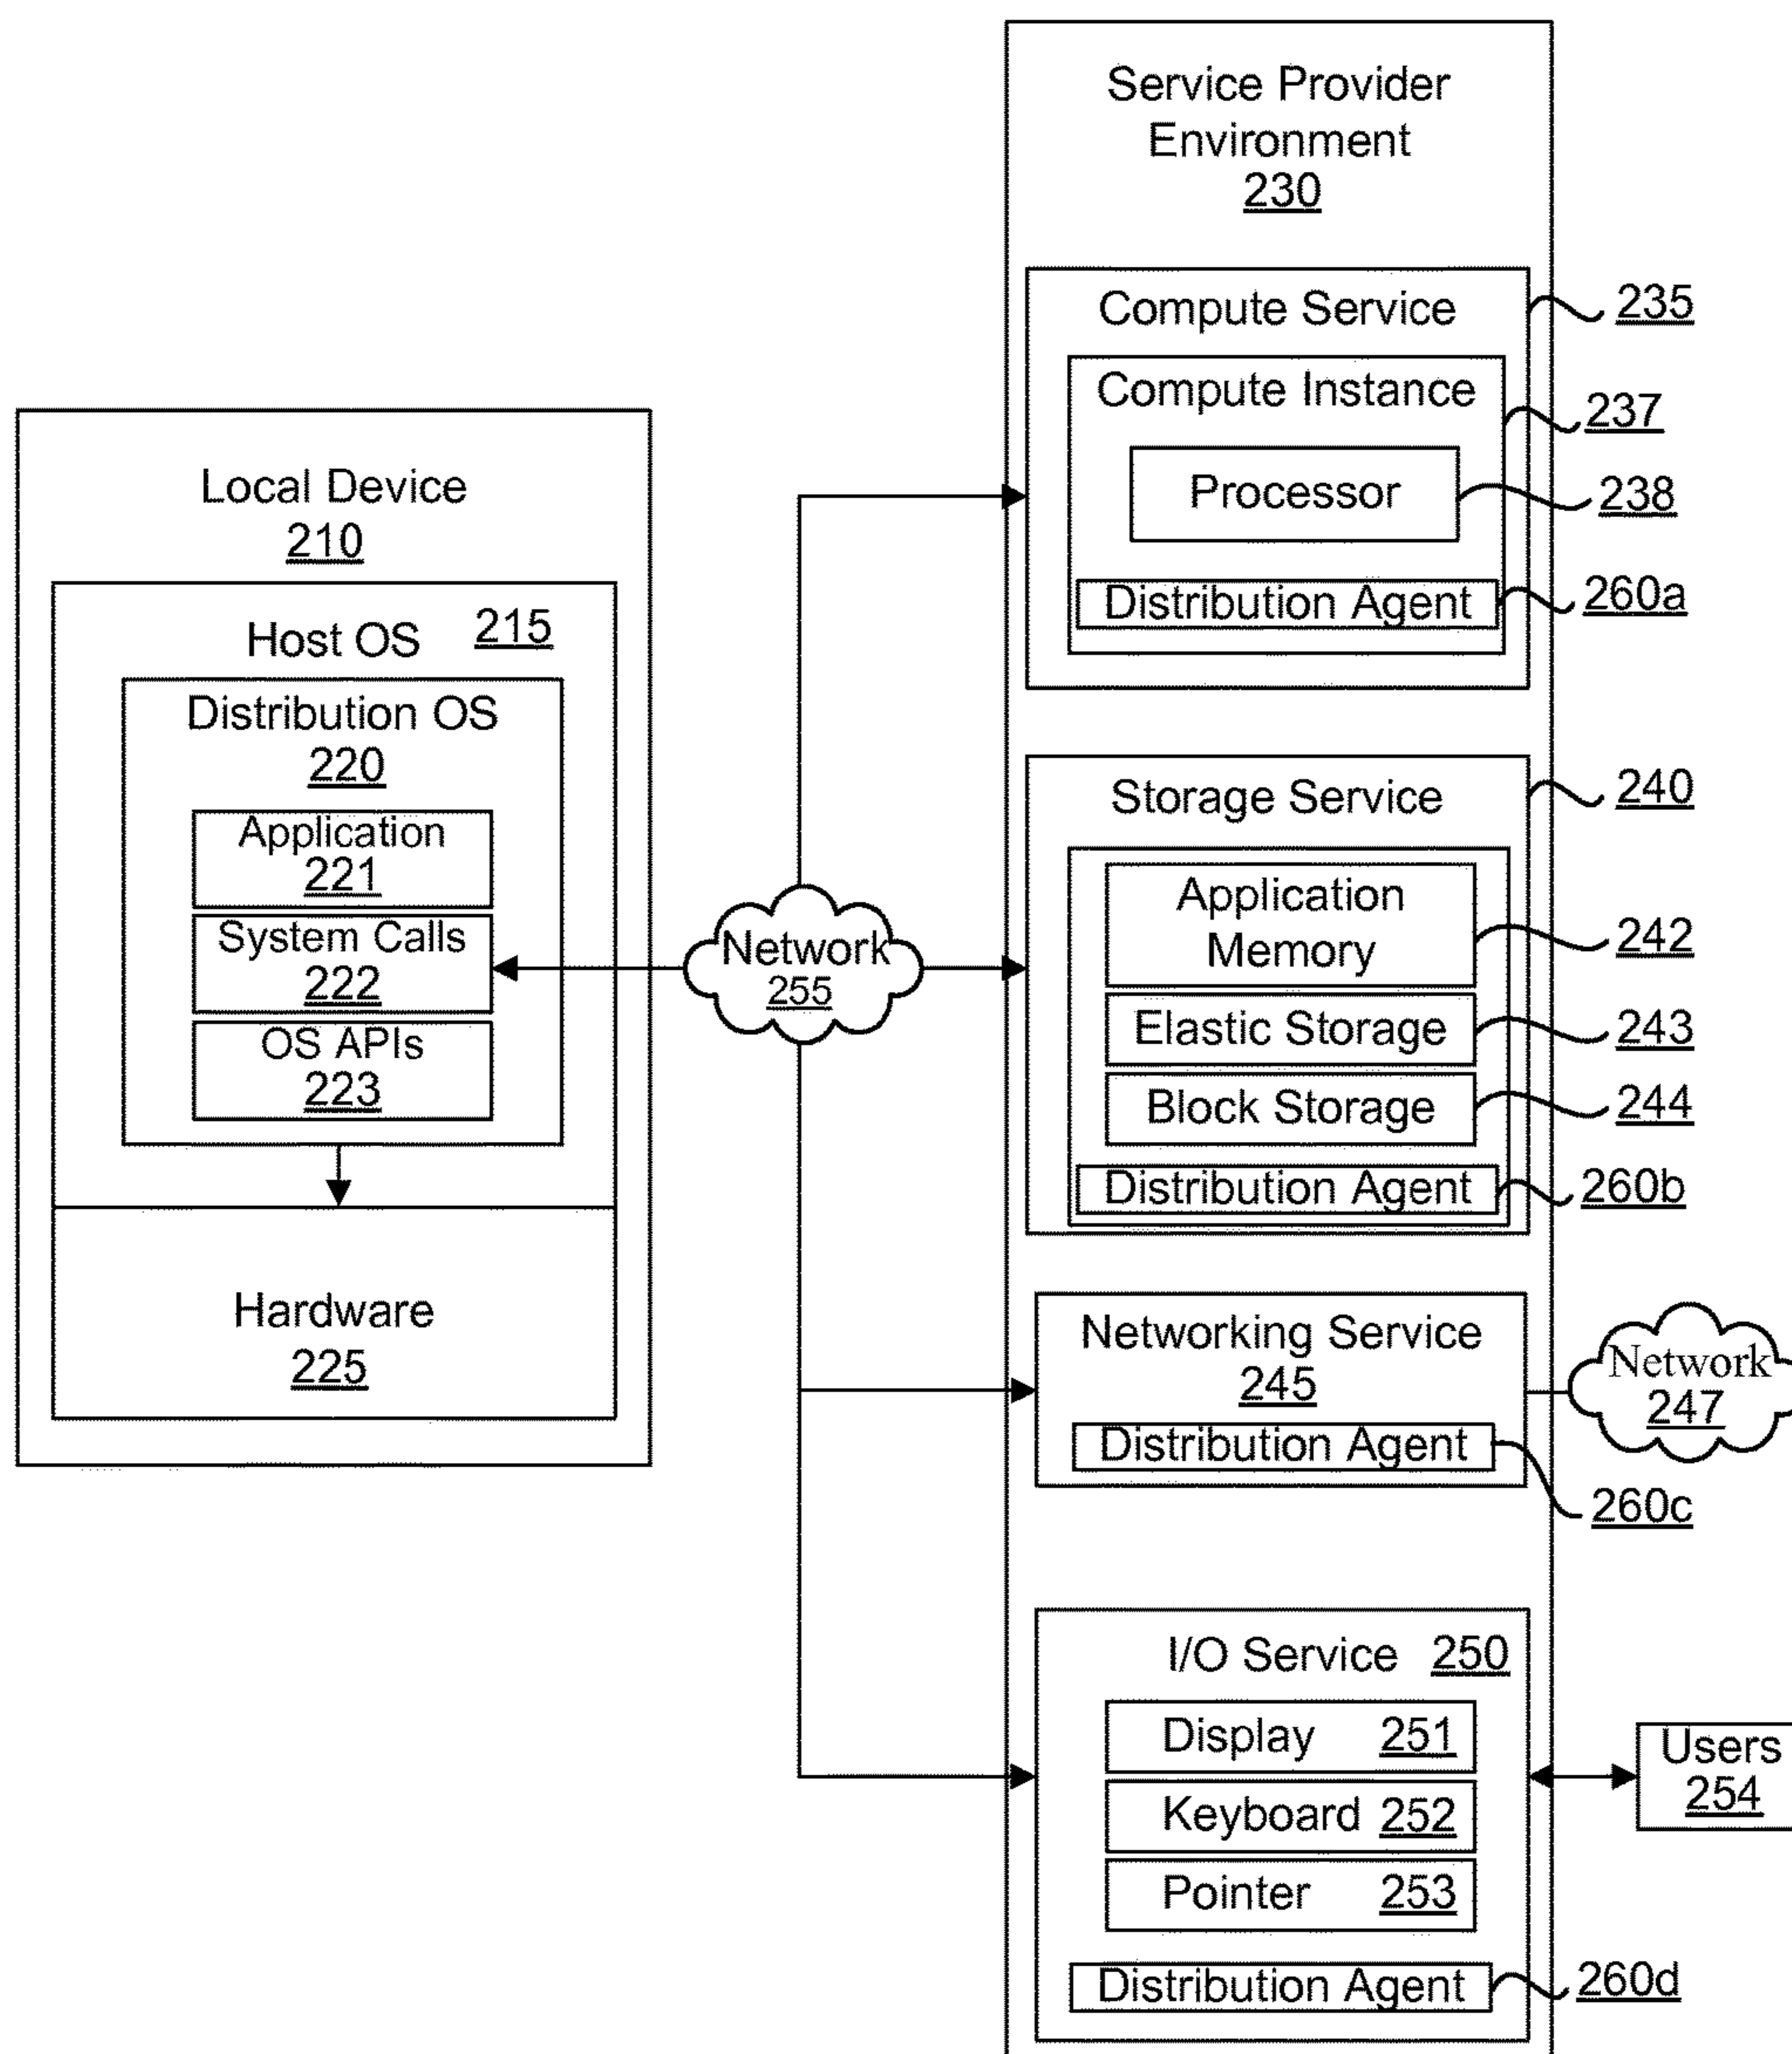 Service Provider
Environment
230
Compute Service
235
Compute Instance
237
Processor
238
Distribution Agent
260a
Local Device
210
Host OS
215
Distribution OS
220
Application
221
System Calls
222
OS APIs
223
Hardware
225
Network
255
Storage Service
240
Application
Memory
242
Elastic Storage
243
Block Storage
244
Distribution Agent
260b
Networking Service
245
Distribution Agent
260c
Network
247
I/O Service 250
Display 251
Keyboard 252
Pointer 253
Distribution Agent
260d
Users
254